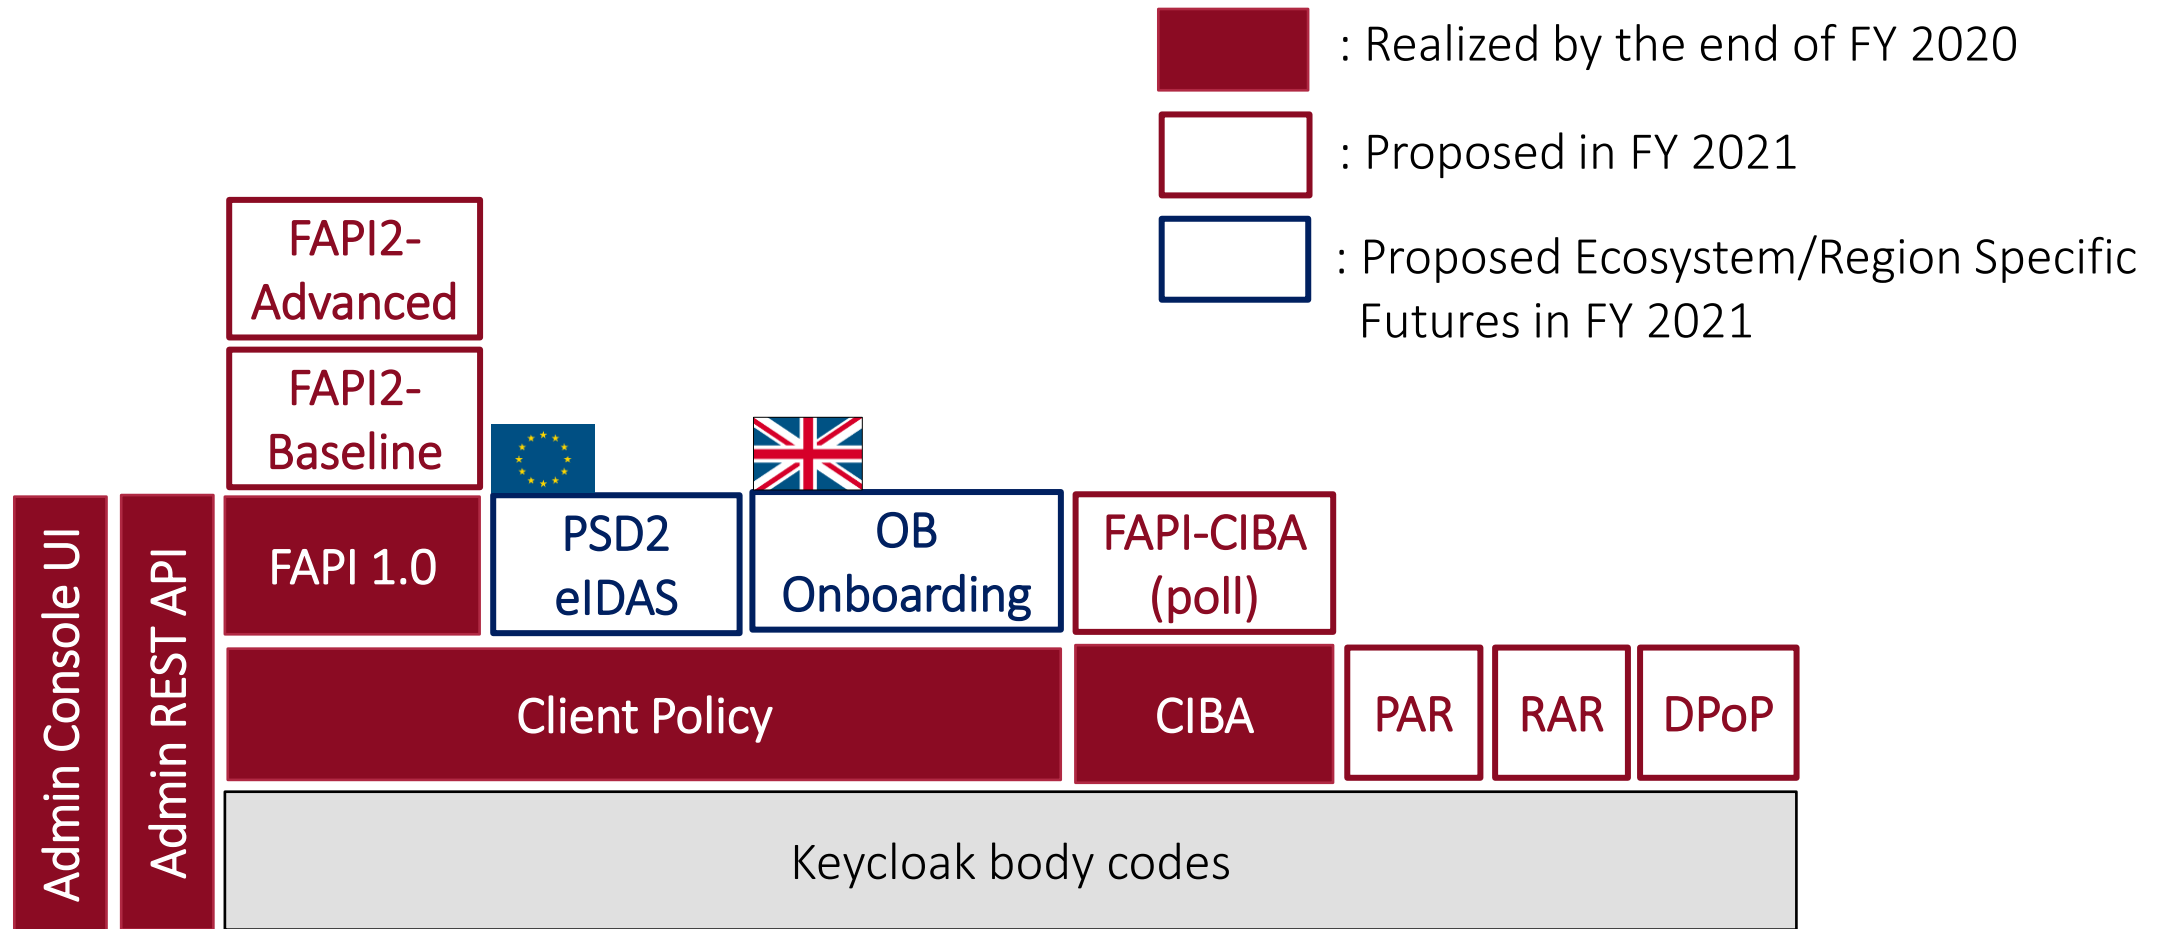 : Realized by the end of FY 2020
: Proposed in FY 2021
: Proposed Ecosystem/Region Specific
Futures in FY 2021
FAPI2-
Advanced
FAPI2-
Baseline
Admin Console UI
Admin REST API
FAPI 1.0
PSD2
eIDAS
OB
Onboarding
FAPI-CIBA
(poll)
Client Policy
CIBA
PAR
RAR
DPoP
Keycloak body codes